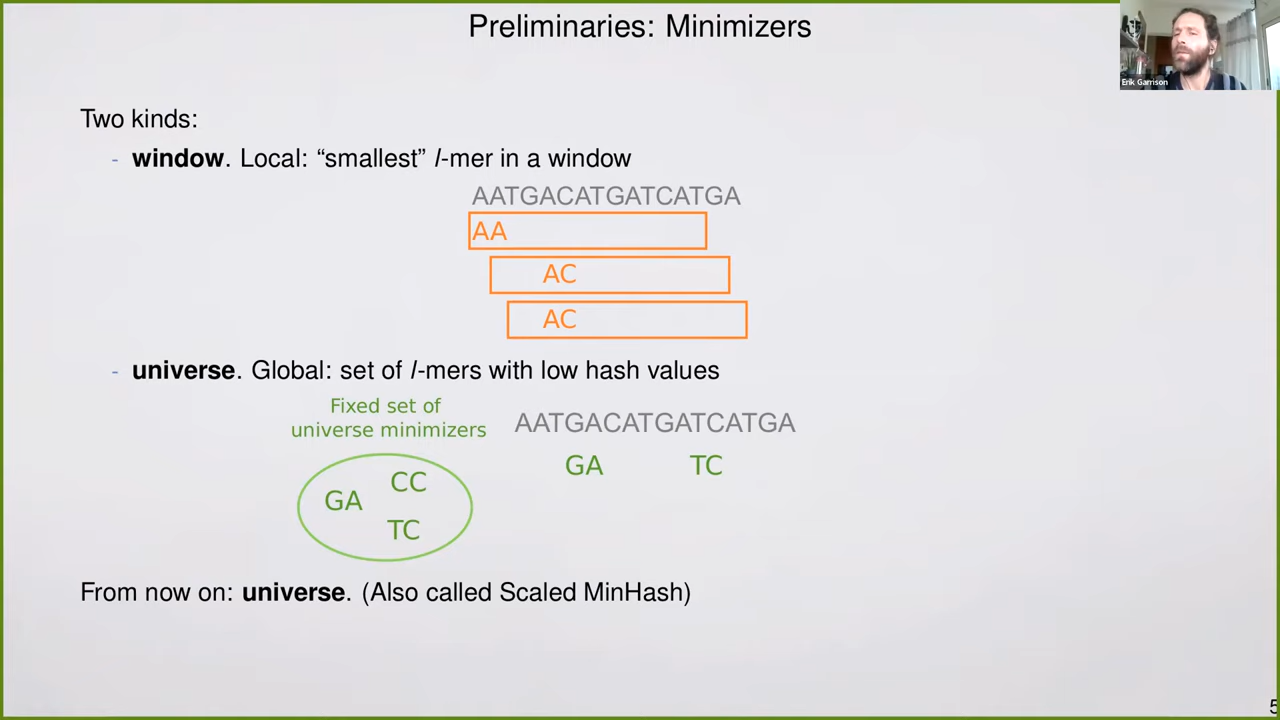 Preliminaries: Minimizers
Erik Garrison
Two kinds:
- window. Local: “smallest” l-mer in a window
AATGACATGATCATGA
AA
AC
AC
- universe. Global: set of l-mers with low hash values
Fixed set of
universe minimizers
AATGACATGATCATGA
GA TC
CC
GA
TC
From now on: universe. (Also called Scaled MinHash)
5